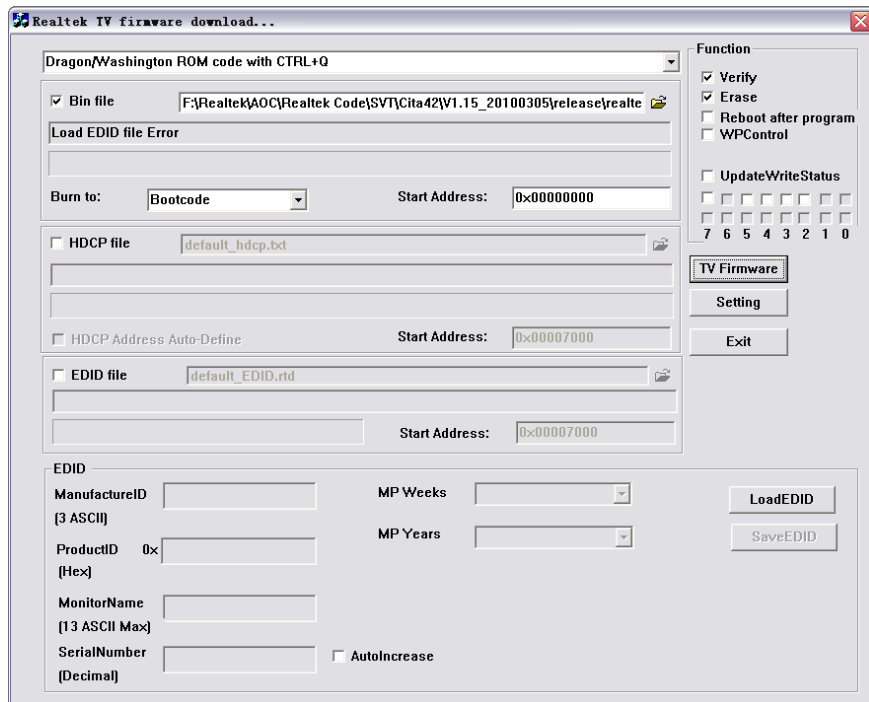 Realtek TV firmware download...
Dragon/Washington ROM code with CTRL+Q
Bin file F:\Realtek\AOC\Realtek Code\SVT\Cita42\V1.15_20100305\release\realte
Load EDID file Error
Burn to: Bootcode Start Address: 0x00000000
HDCP file default_hdcp.txt
HDCP Address Auto-Define Start Address: 0x00007000
EDID file default_EDID.rtd
Start Address: 0x00007000
Function
Verify
Erase
Reboot after program
WPControl
UpdateWriteStatus
7 6 5 4 3 2 1 0
TV Firmware
Setting
Exit
EDID
ManufactureID
(3 ASCII)
MP Weeks
LoadEDID
ProductID 0x
(Hex)
MP Years
SaveEDID
MonitorName
(13 ASCII Max)
SerialNumber
(Decimal)
AutoIncrease